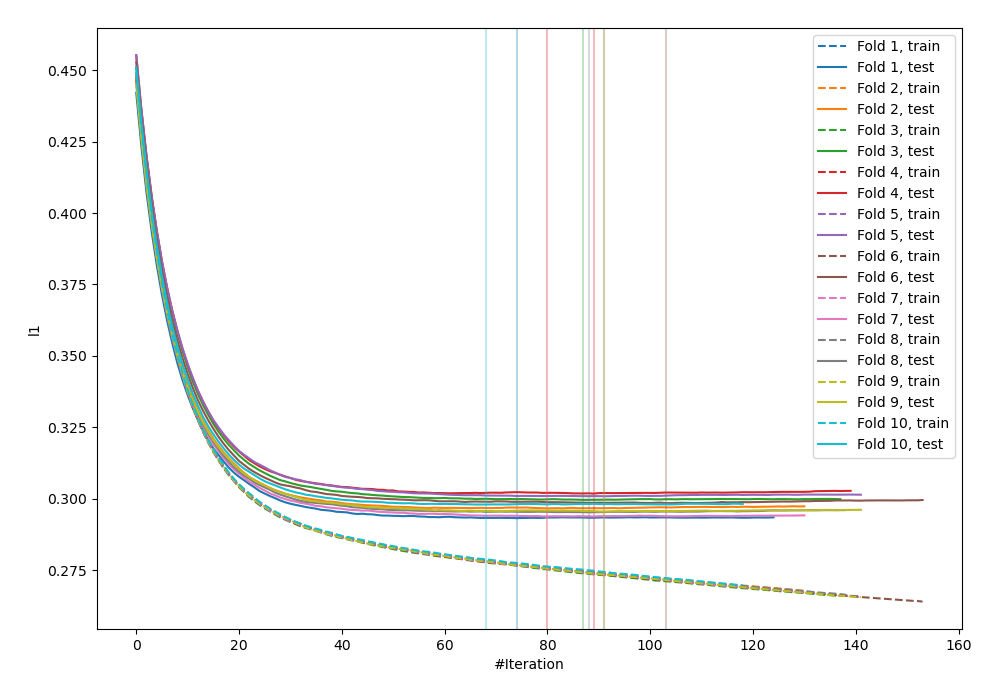 0.450
0.425
0.400
0.375
0.350
0.325
0.300
0.275
l1
0 20 40 60 80 100 120 140 160
#Iteration
Fold 1, train
Fold 1, test
Fold 2, train
Fold 2, test
Fold 3, train
Fold 3, test
Fold 4, train
Fold 4, test
Fold 5, train
Fold 5, test
Fold 6, train
Fold 6, test
Fold 7, train
Fold 7, test
Fold 8, train
Fold 8, test
Fold 9, train
Fold 9, test
Fold 10, train
Fold 10, test